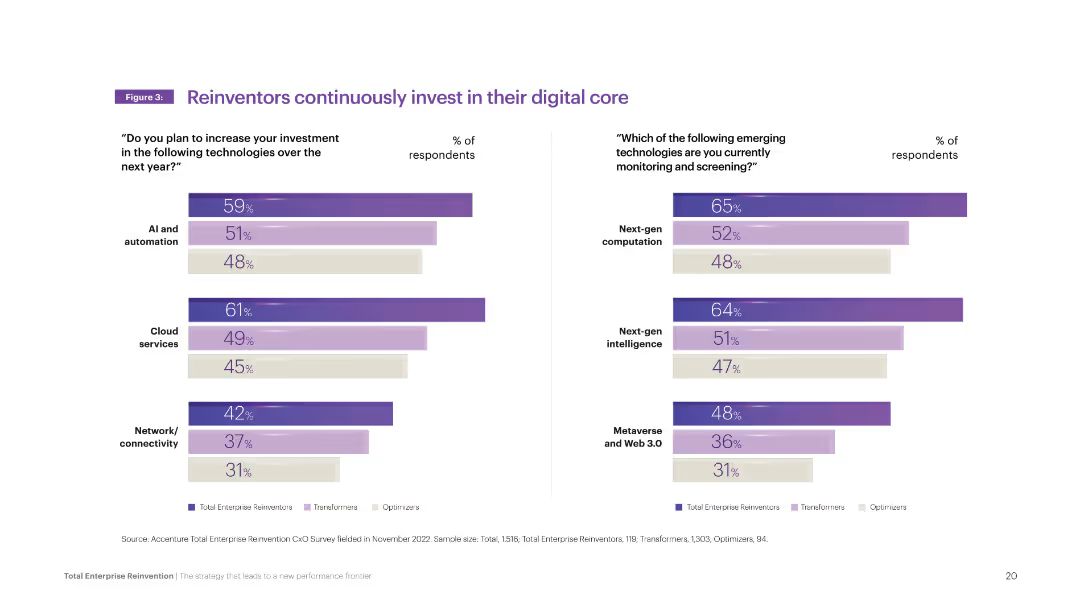 Figure 3:
Reinventors continuously invest in their digital core
“Do you plan to increase your investment
in the following technologies over the
next year?”
% of
respondents
AI and
automation
59%
51%
48%
Cloud
services
61%
49%
45%
Network/
connectivity
42%
37%
31%
Total Enterprise Reinventors
Transformers
Optimizers
“Which of the following emerging
technologies are you currently
monitoring and screening?”
% of
respondents
Next-gen
computation
65%
52%
48%
Next-gen
intelligence
64%
51%
47%
Metaverse
and Web 3.0
48%
36%
31%
Total Enterprise Reinventors
Transformers
Optimizers
Source: Accenture Total Enterprise Reinvention CxO Survey fielded in November 2022. Sample size: Total, 1,516; Total Enterprise Reinventors, 119; Transformers, 1,303, Optimizers, 94.
Total Enterprise Reinvention | The strategy that leads to a new performance frontier
20